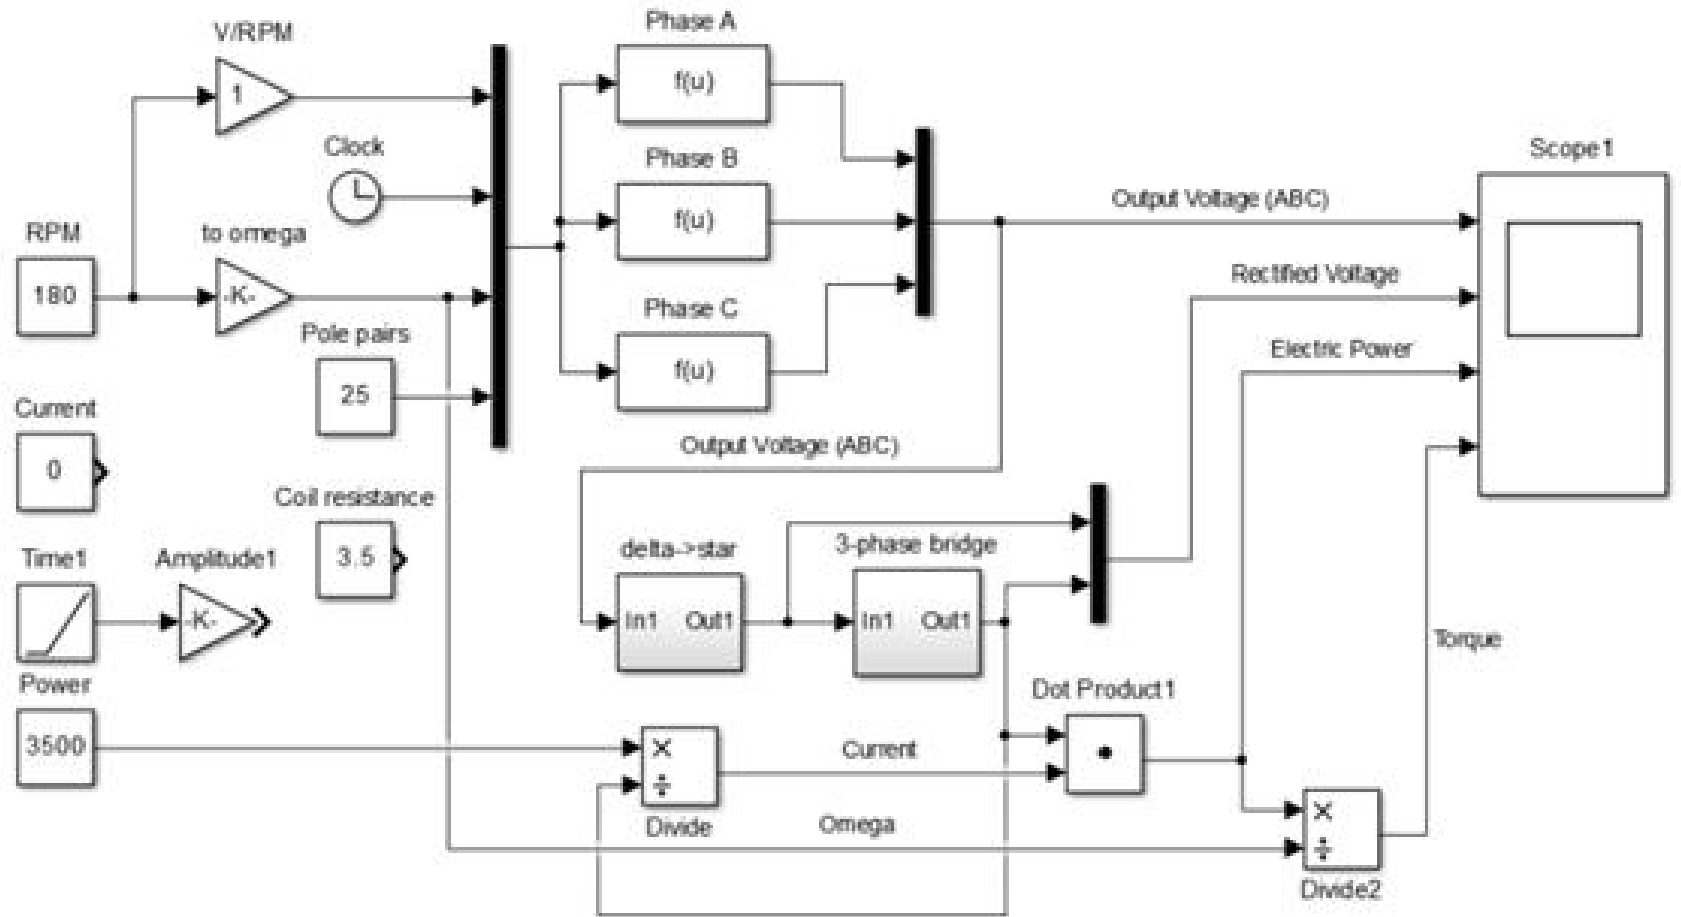 Phase A
V/RPM
1
f(u)
Clock
Phase B
Scope1
f(u)
Output Voltage (ABC)
RPM
to omega
180
-K-
Rectified Voltage
Phase C
Pole pairs
Electric Power
f(u)
25
Current
0
Output Voltage (ABC)
Coil resistance
3.5
delta->star
3-phase bridge
Time1
Amplitude1
-K-
In1 Out1
In1 Out1
Torque
Power
Dot Product1
3500
×
÷
Current
Divide
Omega
×
÷
Divide2